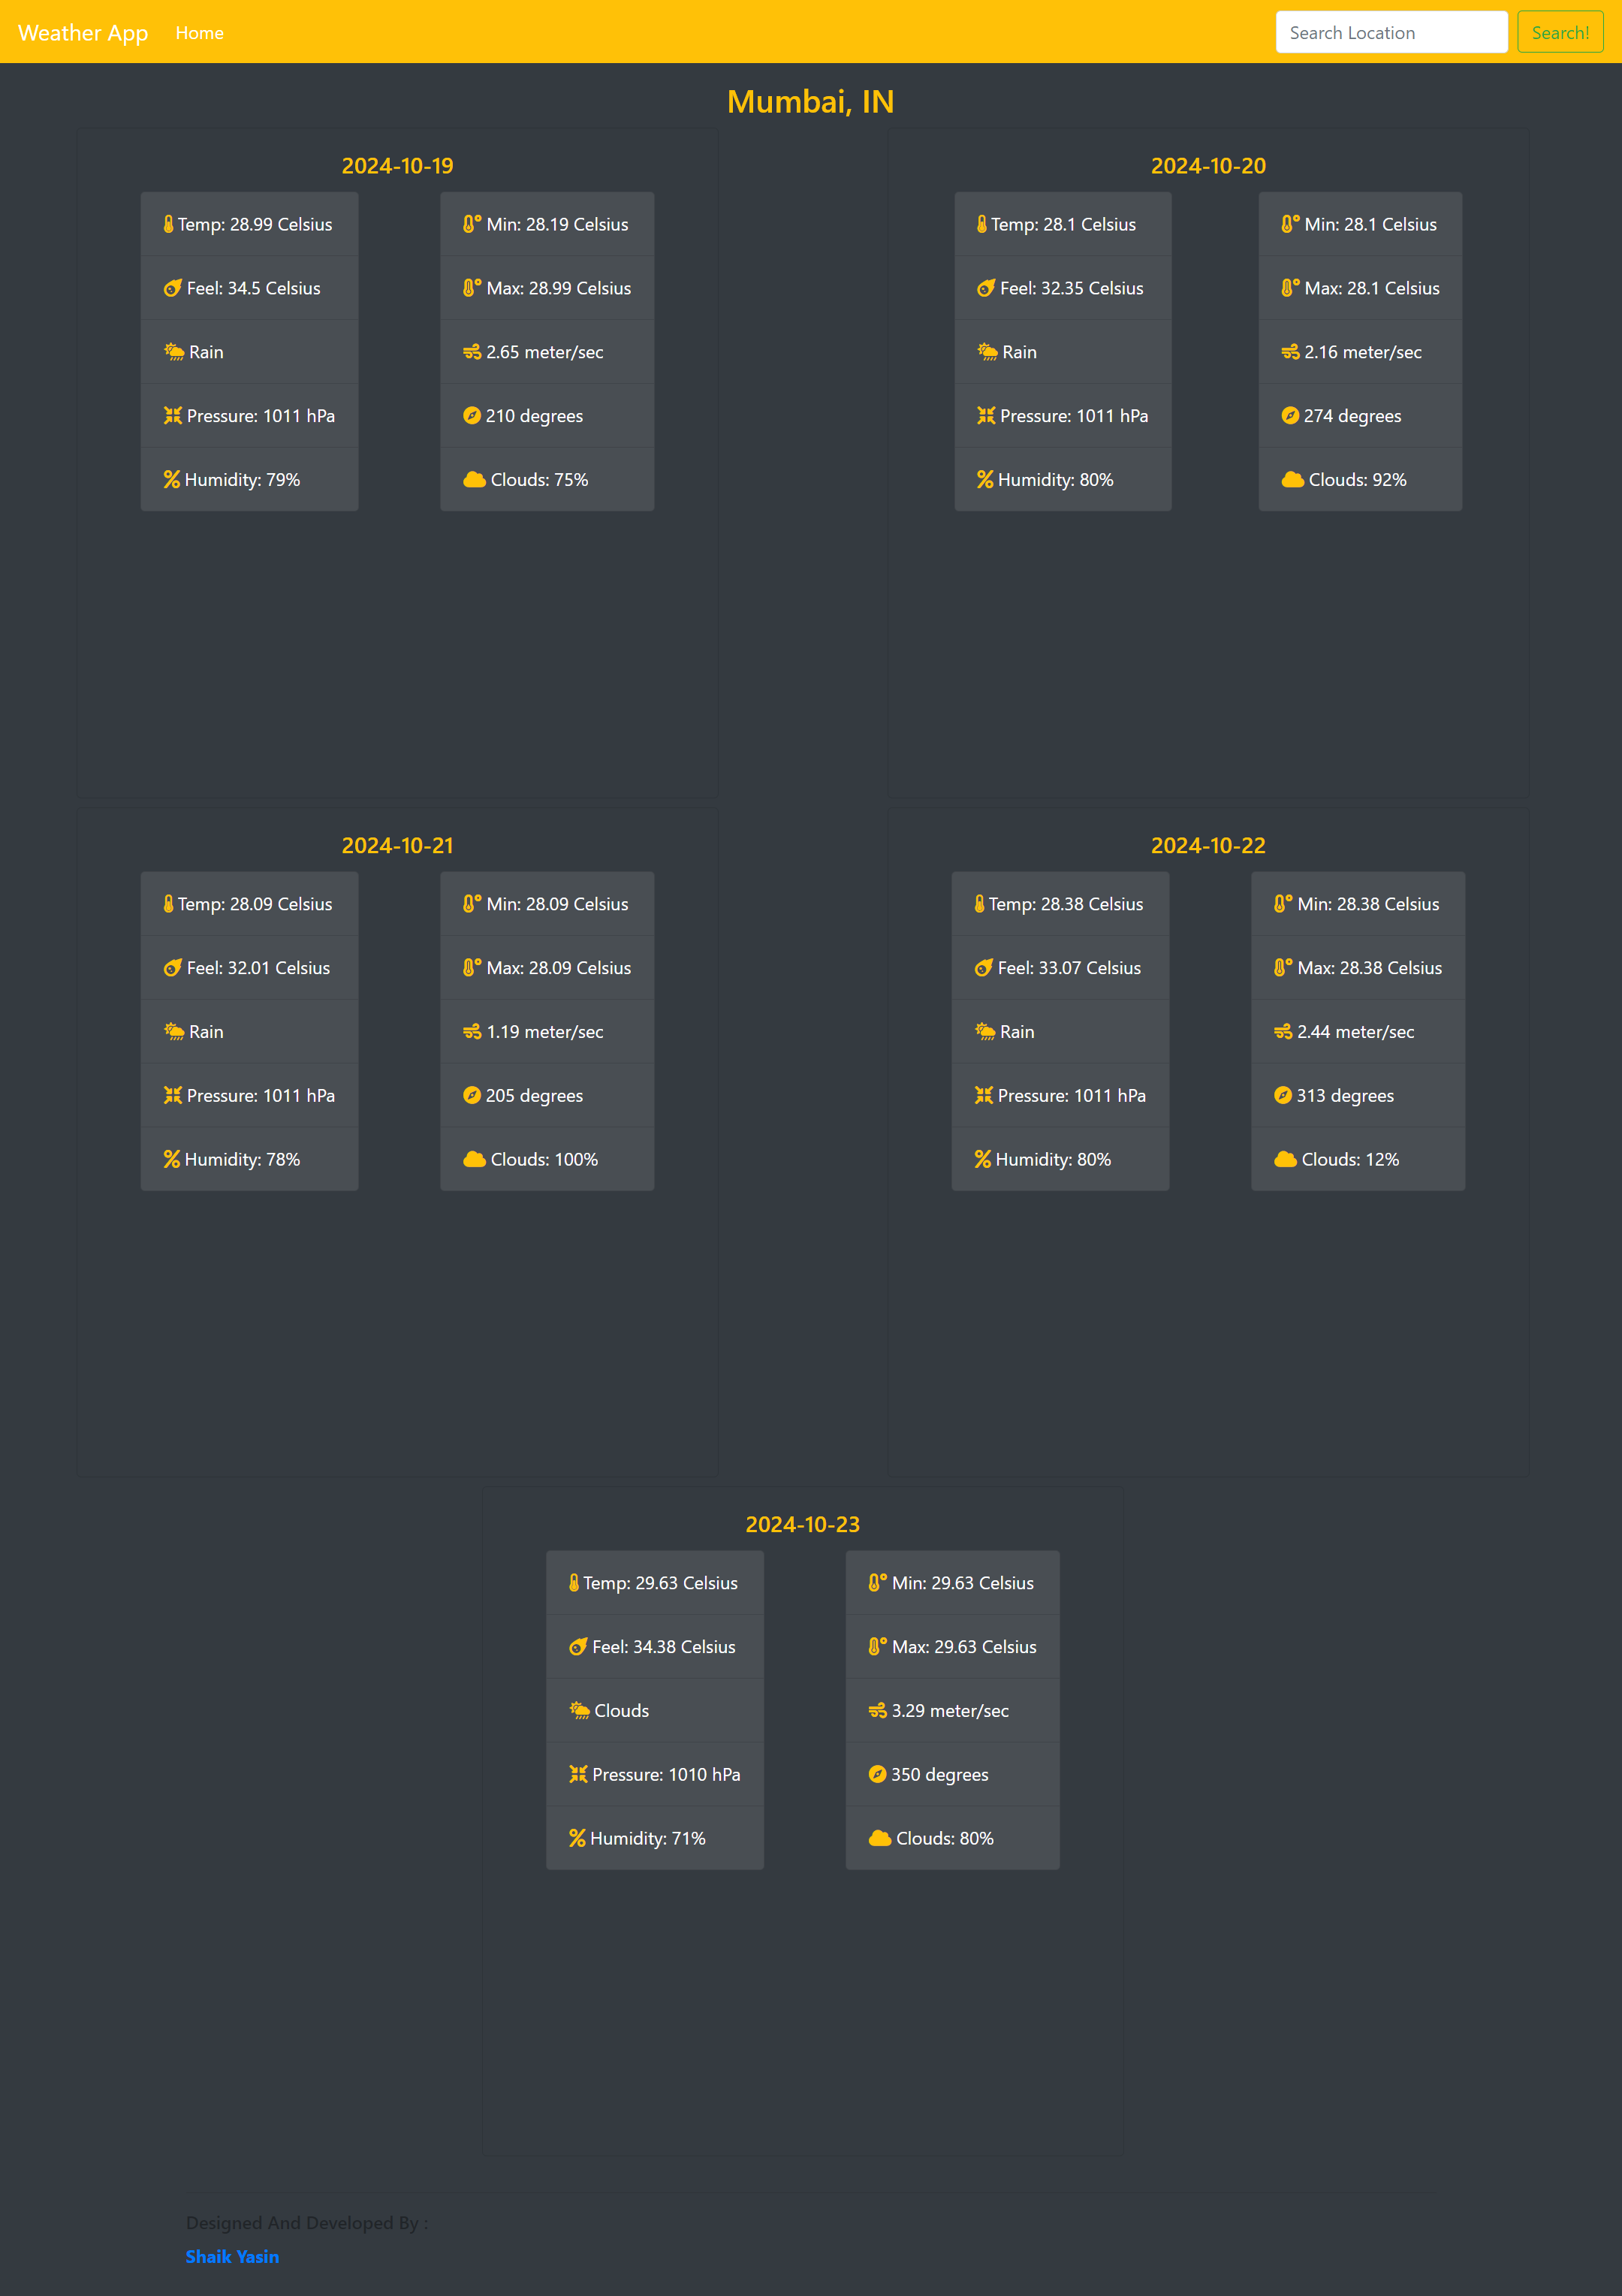 Weather App Home Search Location Search!
Mumbai, IN
2024-10-19
Temp: 28.99 Celsius
Feel: 34.5 Celsius
Rain
Pressure: 1011 hPa
Humidity: 79%
Min: 28.19 Celsius
Max: 28.99 Celsius
2.65 meter/sec
210 degrees
Clouds: 75%
2024-10-20
Temp: 28.1 Celsius
Feel: 32.35 Celsius
Rain
Pressure: 1011 hPa
Humidity: 80%
Min: 28.1 Celsius
Max: 28.1 Celsius
2.16 meter/sec
274 degrees
Clouds: 92%
2024-10-21
Temp: 28.09 Celsius
Feel: 32.01 Celsius
Rain
Pressure: 1011 hPa
Humidity: 78%
Min: 28.09 Celsius
Max: 28.09 Celsius
1.19 meter/sec
205 degrees
Clouds: 100%
2024-10-22
Temp: 28.38 Celsius
Feel: 33.07 Celsius
Rain
Pressure: 1011 hPa
Humidity: 80%
Min: 28.38 Celsius
Max: 28.38 Celsius
2.44 meter/sec
313 degrees
Clouds: 12%
2024-10-23
Temp: 29.63 Celsius
Feel: 34.38 Celsius
Clouds
Pressure: 1010 hPa
Humidity: 71%
Min: 29.63 Celsius
Max: 29.63 Celsius
3.29 meter/sec
350 degrees
Clouds: 80%
Designed And Developed By :
Shaik Yasin